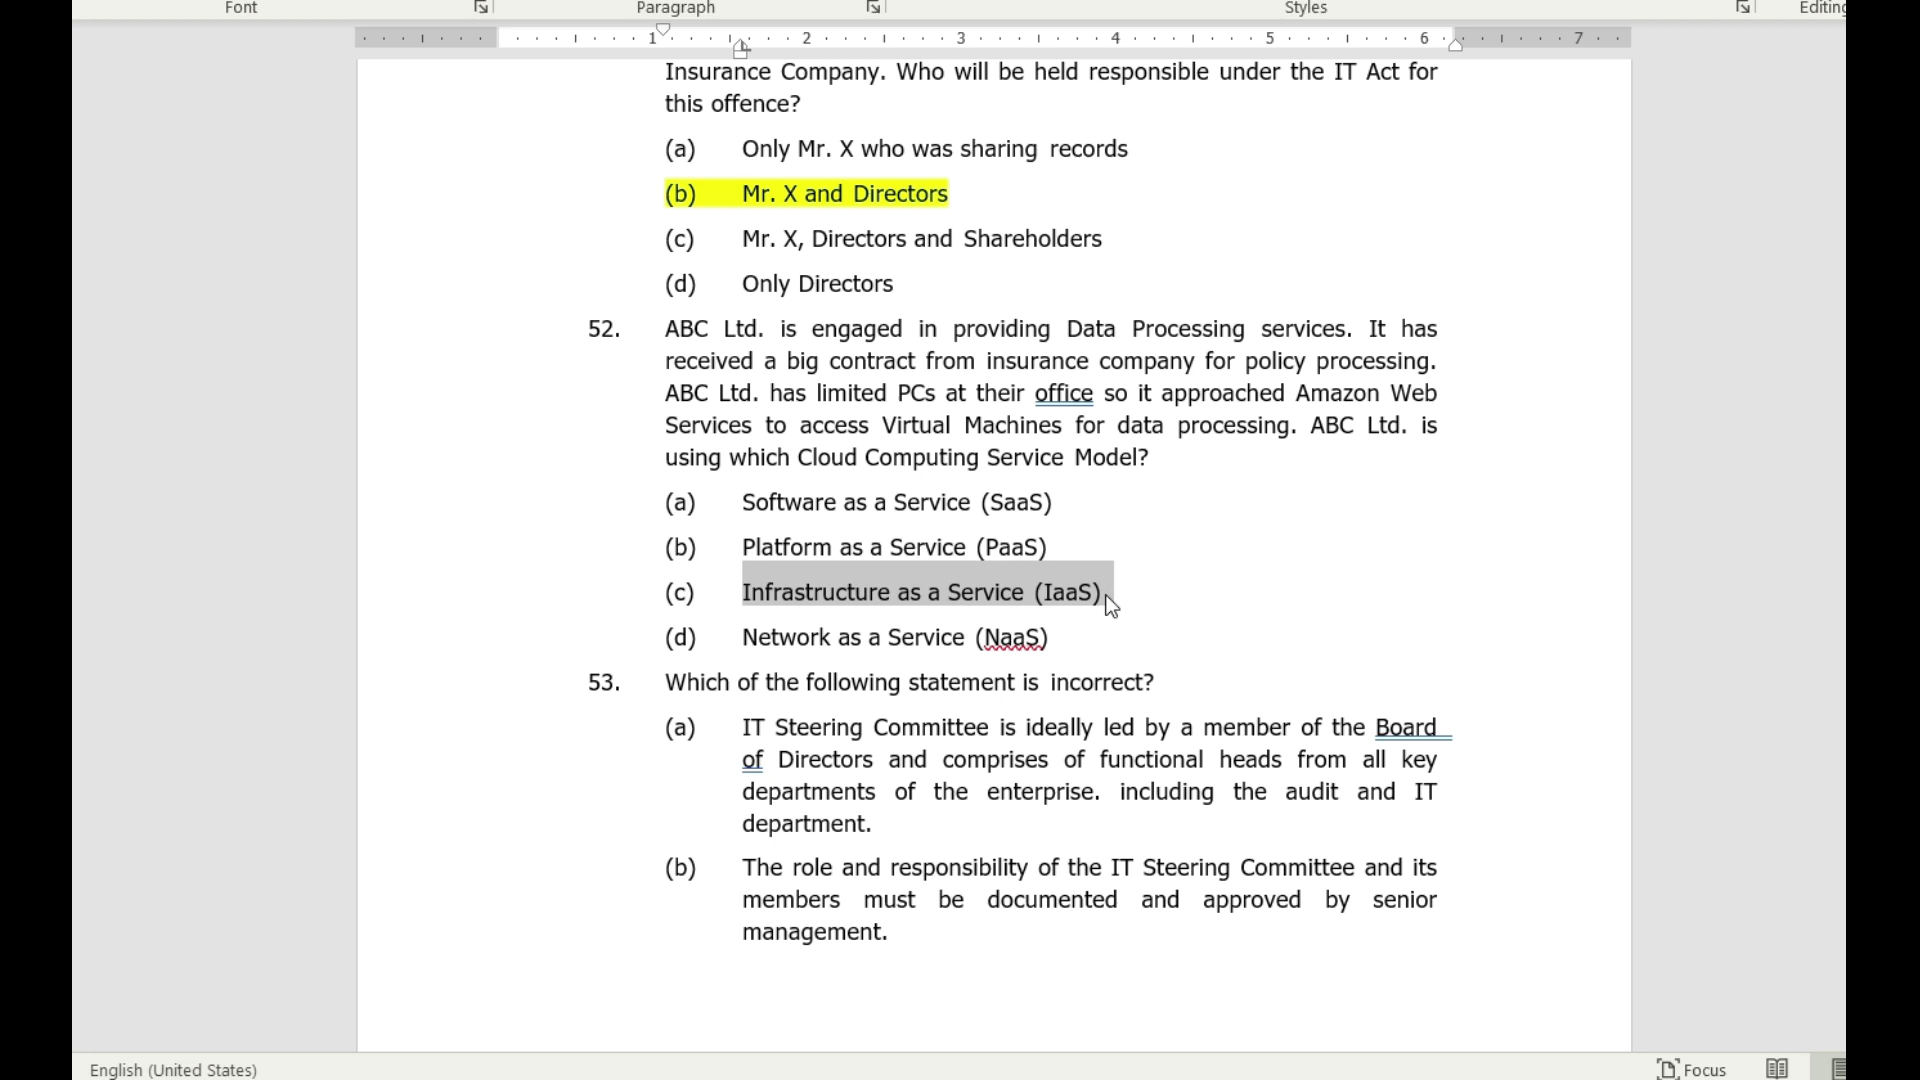 Font Paragraph Styles Editing
1 2 3 4 5 6 7
Insurance Company. Who will be held responsible under the IT Act for
this offence?
(a) Only Mr. X who was sharing records
(b) Mr. X and Directors
(c) Mr. X, Directors and Shareholders
(d) Only Directors
52. ABC Ltd. is engaged in providing Data Processing services. It has
received a big contract from insurance company for policy processing.
ABC Ltd. has limited PCs at their office so it approached Amazon Web
Services to access Virtual Machines for data processing. ABC Ltd. is
using which Cloud Computing Service Model?
(a) Software as a Service (SaaS)
(b) Platform as a Service (PaaS)
(c) Infrastructure as a Service (IaaS)
(d) Network as a Service (NaaS)
53. Which of the following statement is incorrect?
(a) IT Steering Committee is ideally led by a member of the Board
of Directors and comprises of functional heads from all key
departments of the enterprise. including the audit and IT
department.
(b) The role and responsibility of the IT Steering Committee and its
members must be documented and approved by senior
management.
English (United States) Focus